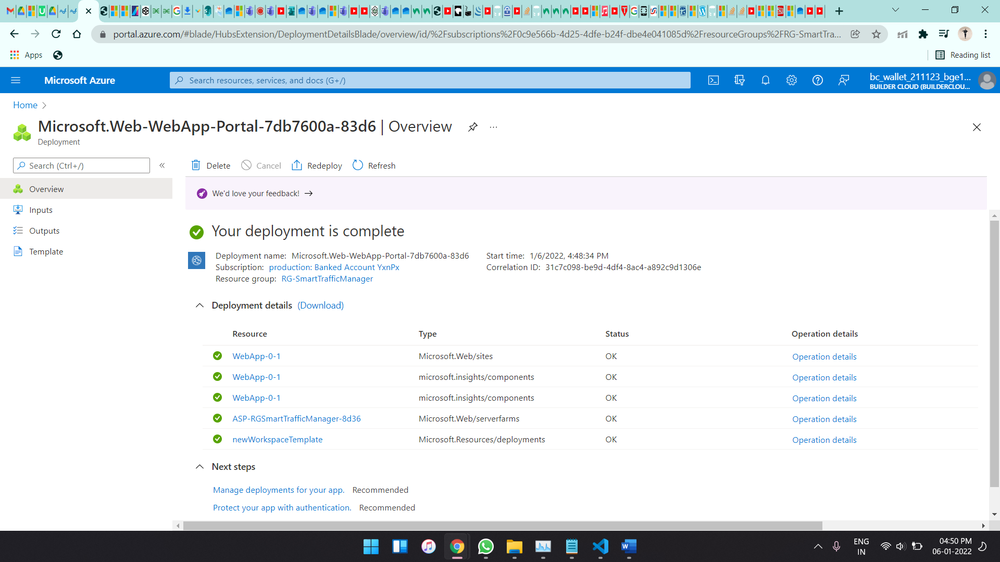 portal.azure.com/#blade/HubsExtension/DeploymentDetailsBlade/overview/id/%2Fsubscriptions%2F0c9e566b-4d25-4dfe-b24f-dbe4e041085d%2FresourceGroups%2FRG-SmartTra...
Apps
Reading list
Microsoft Azure
Search resources, services, and docs (G+/)
bc_wallet_211123_bge1...
BUILDER CLOUD (BUILDERCLOU...
Home
Microsoft.Web-WebApp-Portal-7db7600a-83d6 | Overview
Deployment
Search (Ctrl+/)
Overview
Inputs
Outputs
Template
Delete Cancel Redeploy Refresh
We'd love your feedback!
Your deployment is complete
Deployment name: Microsoft.Web-WebApp-Portal-7db7600a-83d6
Subscription: production: Banked Account YxnPx
Resource group: RG-SmartTrafficManager
Start time: 1/6/2022, 4:48:34 PM
Correlation ID: 31c7c098-be9d-4df4-8ac4-a892c9d1306e
Deployment details (Download)
Resource Type Status Operation details
WebApp-0-1 Microsoft.Web/sites OK Operation details
WebApp-0-1 microsoft.insights/components OK Operation details
WebApp-0-1 microsoft.insights/components OK Operation details
ASP-RGSmartTrafficManager-8d36 Microsoft.Web/serverfarms OK Operation details
newWorkspaceTemplate Microsoft.Resources/deployments OK Operation details
Next steps
Manage deployments for your app. Recommended
Protect your app with authentication. Recommended
ENG
IN
04:50 PM
06-01-2022